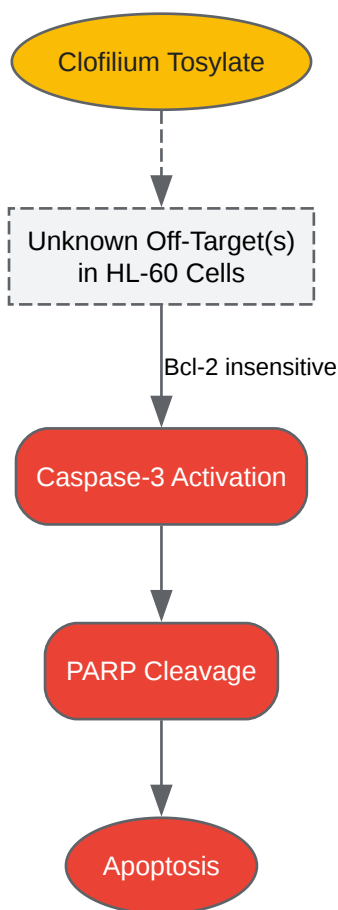 Clofilium Tosylate
Unknown Off-Target(s)
in HL-60 Cells
Bcl-2 insensitive
Caspase-3 Activation
PARP Cleavage
Apoptosis